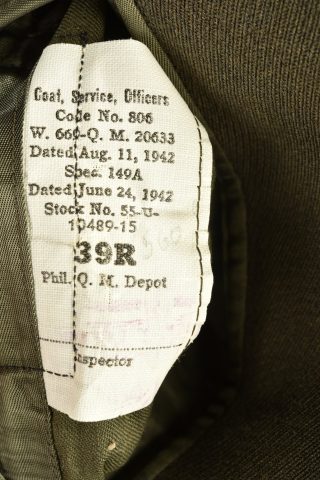 Coat, Service, Officers
Code No. 806
W. 669-Q. M. 20633
Dated Aug. 11, 1942
Spec. 149A
Dated June 24, 1942
Stock No. 55-U-
10489-15
39R
Phil. Q. M. Depot
Inspector